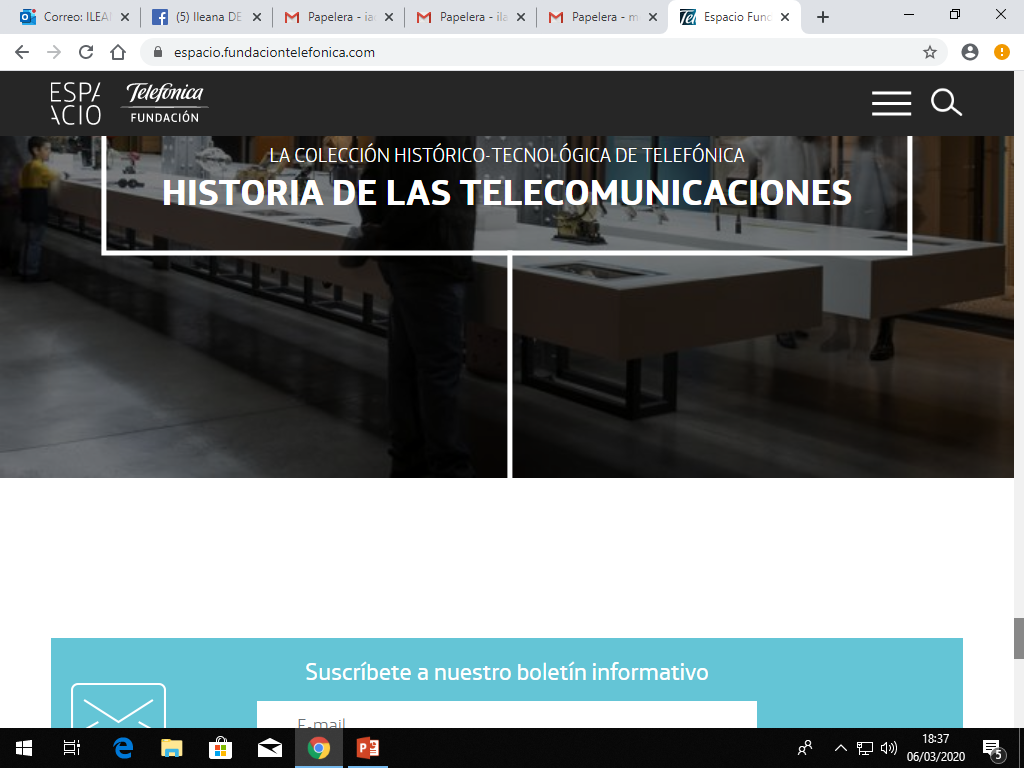 Correo: ILEA
(5) Ileana DE
Papelera - ia
Papelera - ila
Papelera - m
Espacio Func
espacio.fundaciontelefonica.com
ESPA
ACIO
Telefónica
FUNDACIÓN
LA COLECCIÓN HISTÓRICO-TECNOLÓGICA DE TELEFÓNICA
HISTORIA DE LAS TELECOMUNICACIONES
Suscríbete a nuestro boletín informativo
E-mail
18:37
06/03/2020
5